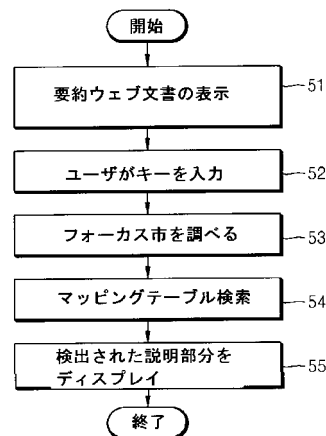 開始
要約ウェブ文書の表示
51
ユーザがキーを入力
52
フォーカス市を調べる
53
マッピングテーブル検索
54
検出された説明部分を
ディスプレイ
55
終了